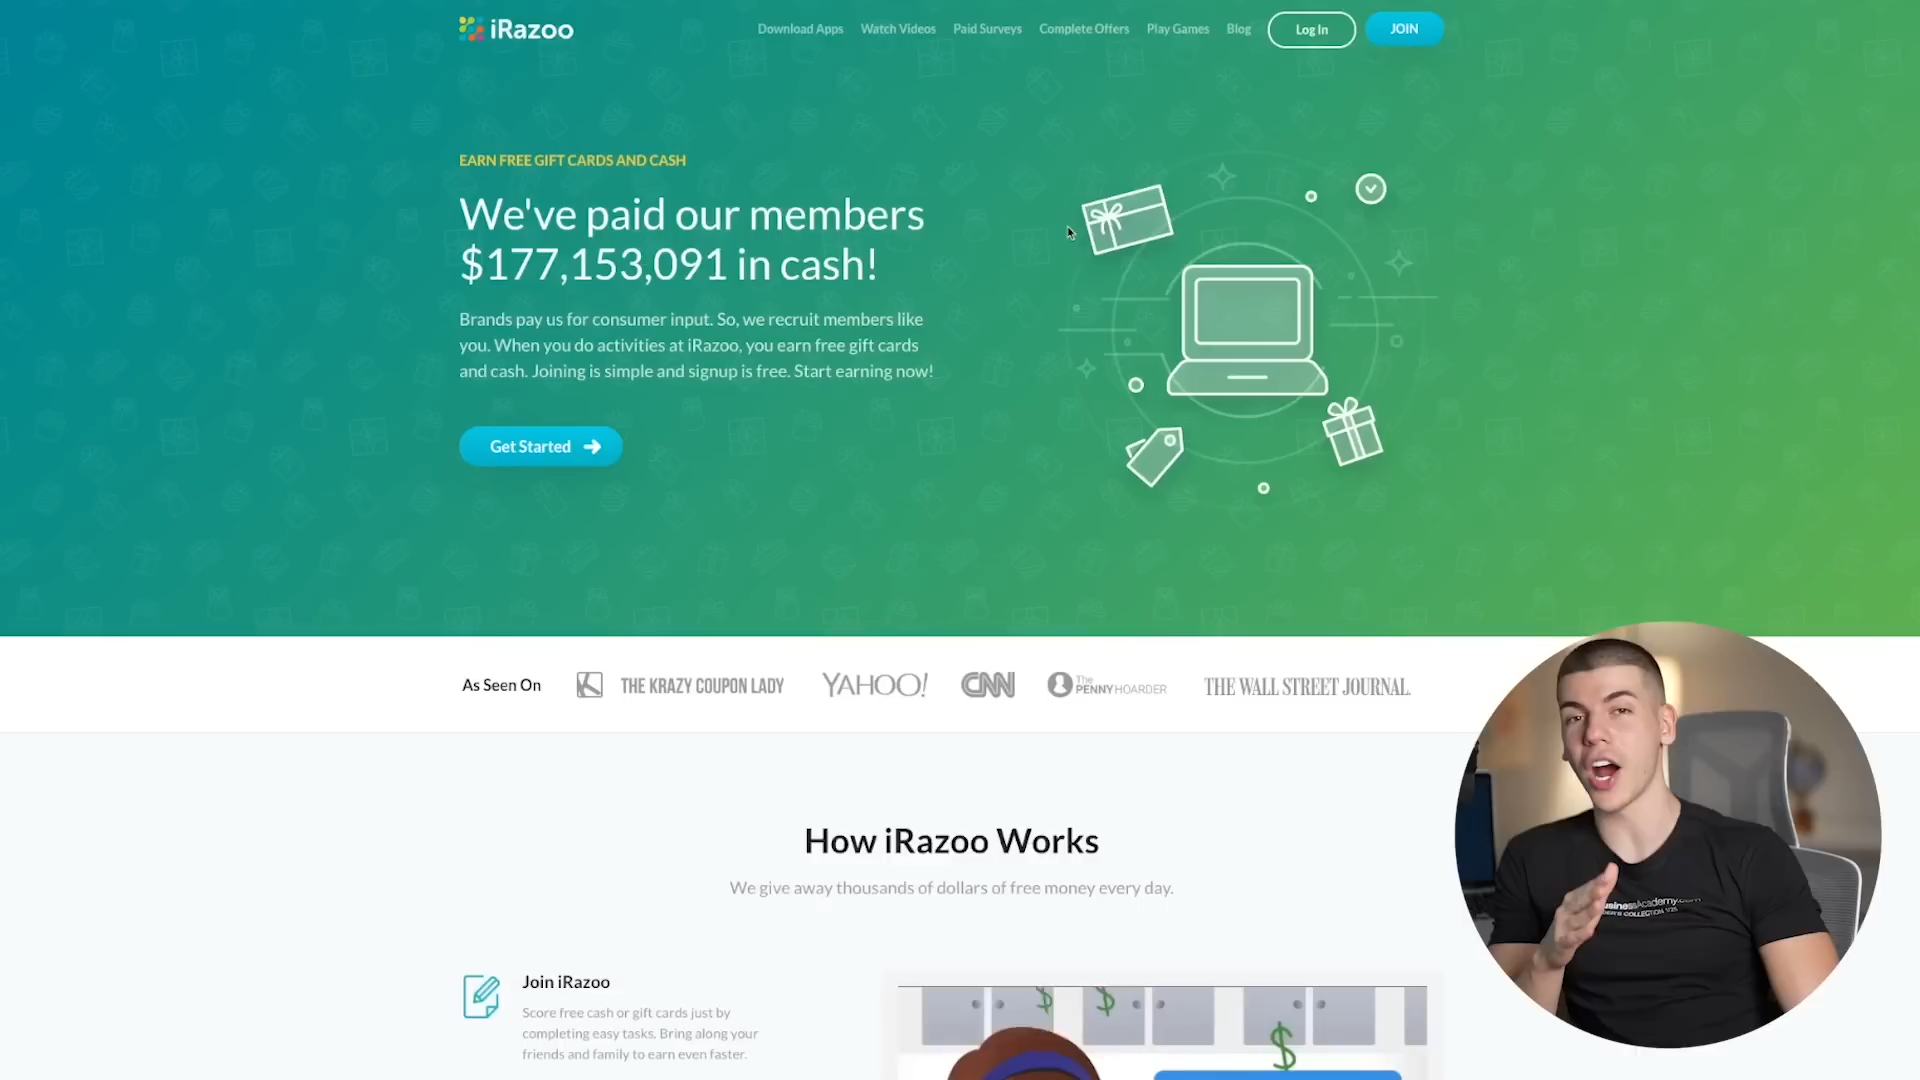 iRazoo
Download Apps
Watch Videos
Paid Surveys
Complete Offers
Play Games
Blog
Log In
JOIN
EARN FREE GIFT CARDS AND CASH
We've paid our members
$177,153,091 in cash!
Brands pay us for consumer input. So, we recruit members like
you. When you do activities at iRazoo, you earn free gift cards
and cash. Joining is simple and signup is free. Start earning now!
Get Started
As Seen On
THE KRAZY COUPON LADY
YAHOO!
CNN
The
PENNYHOARDER
THE WALL STREET JOURNAL.
How iRazoo Works
We give away thousands of dollars of free money every day.
Join iRazoo
Score free cash or gift cards just by
completing easy tasks. Bring along your
friends and family to earn even faster.
$
$
$